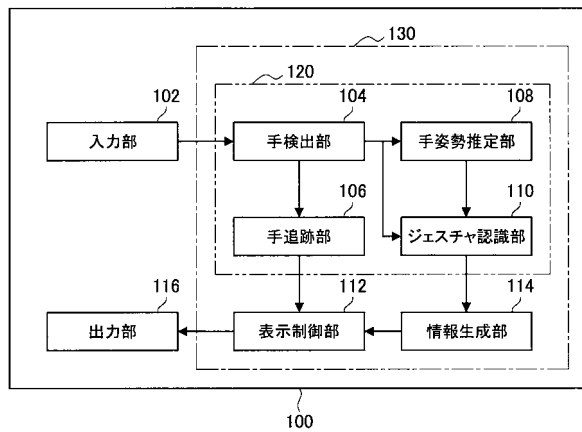 130
120
102
104
108
入力部
手検出部
手姿勢推定部
106
110
手追跡部
ジェスチャ認識部
116
112
114
出力部
表示制御部
情報生成部
100